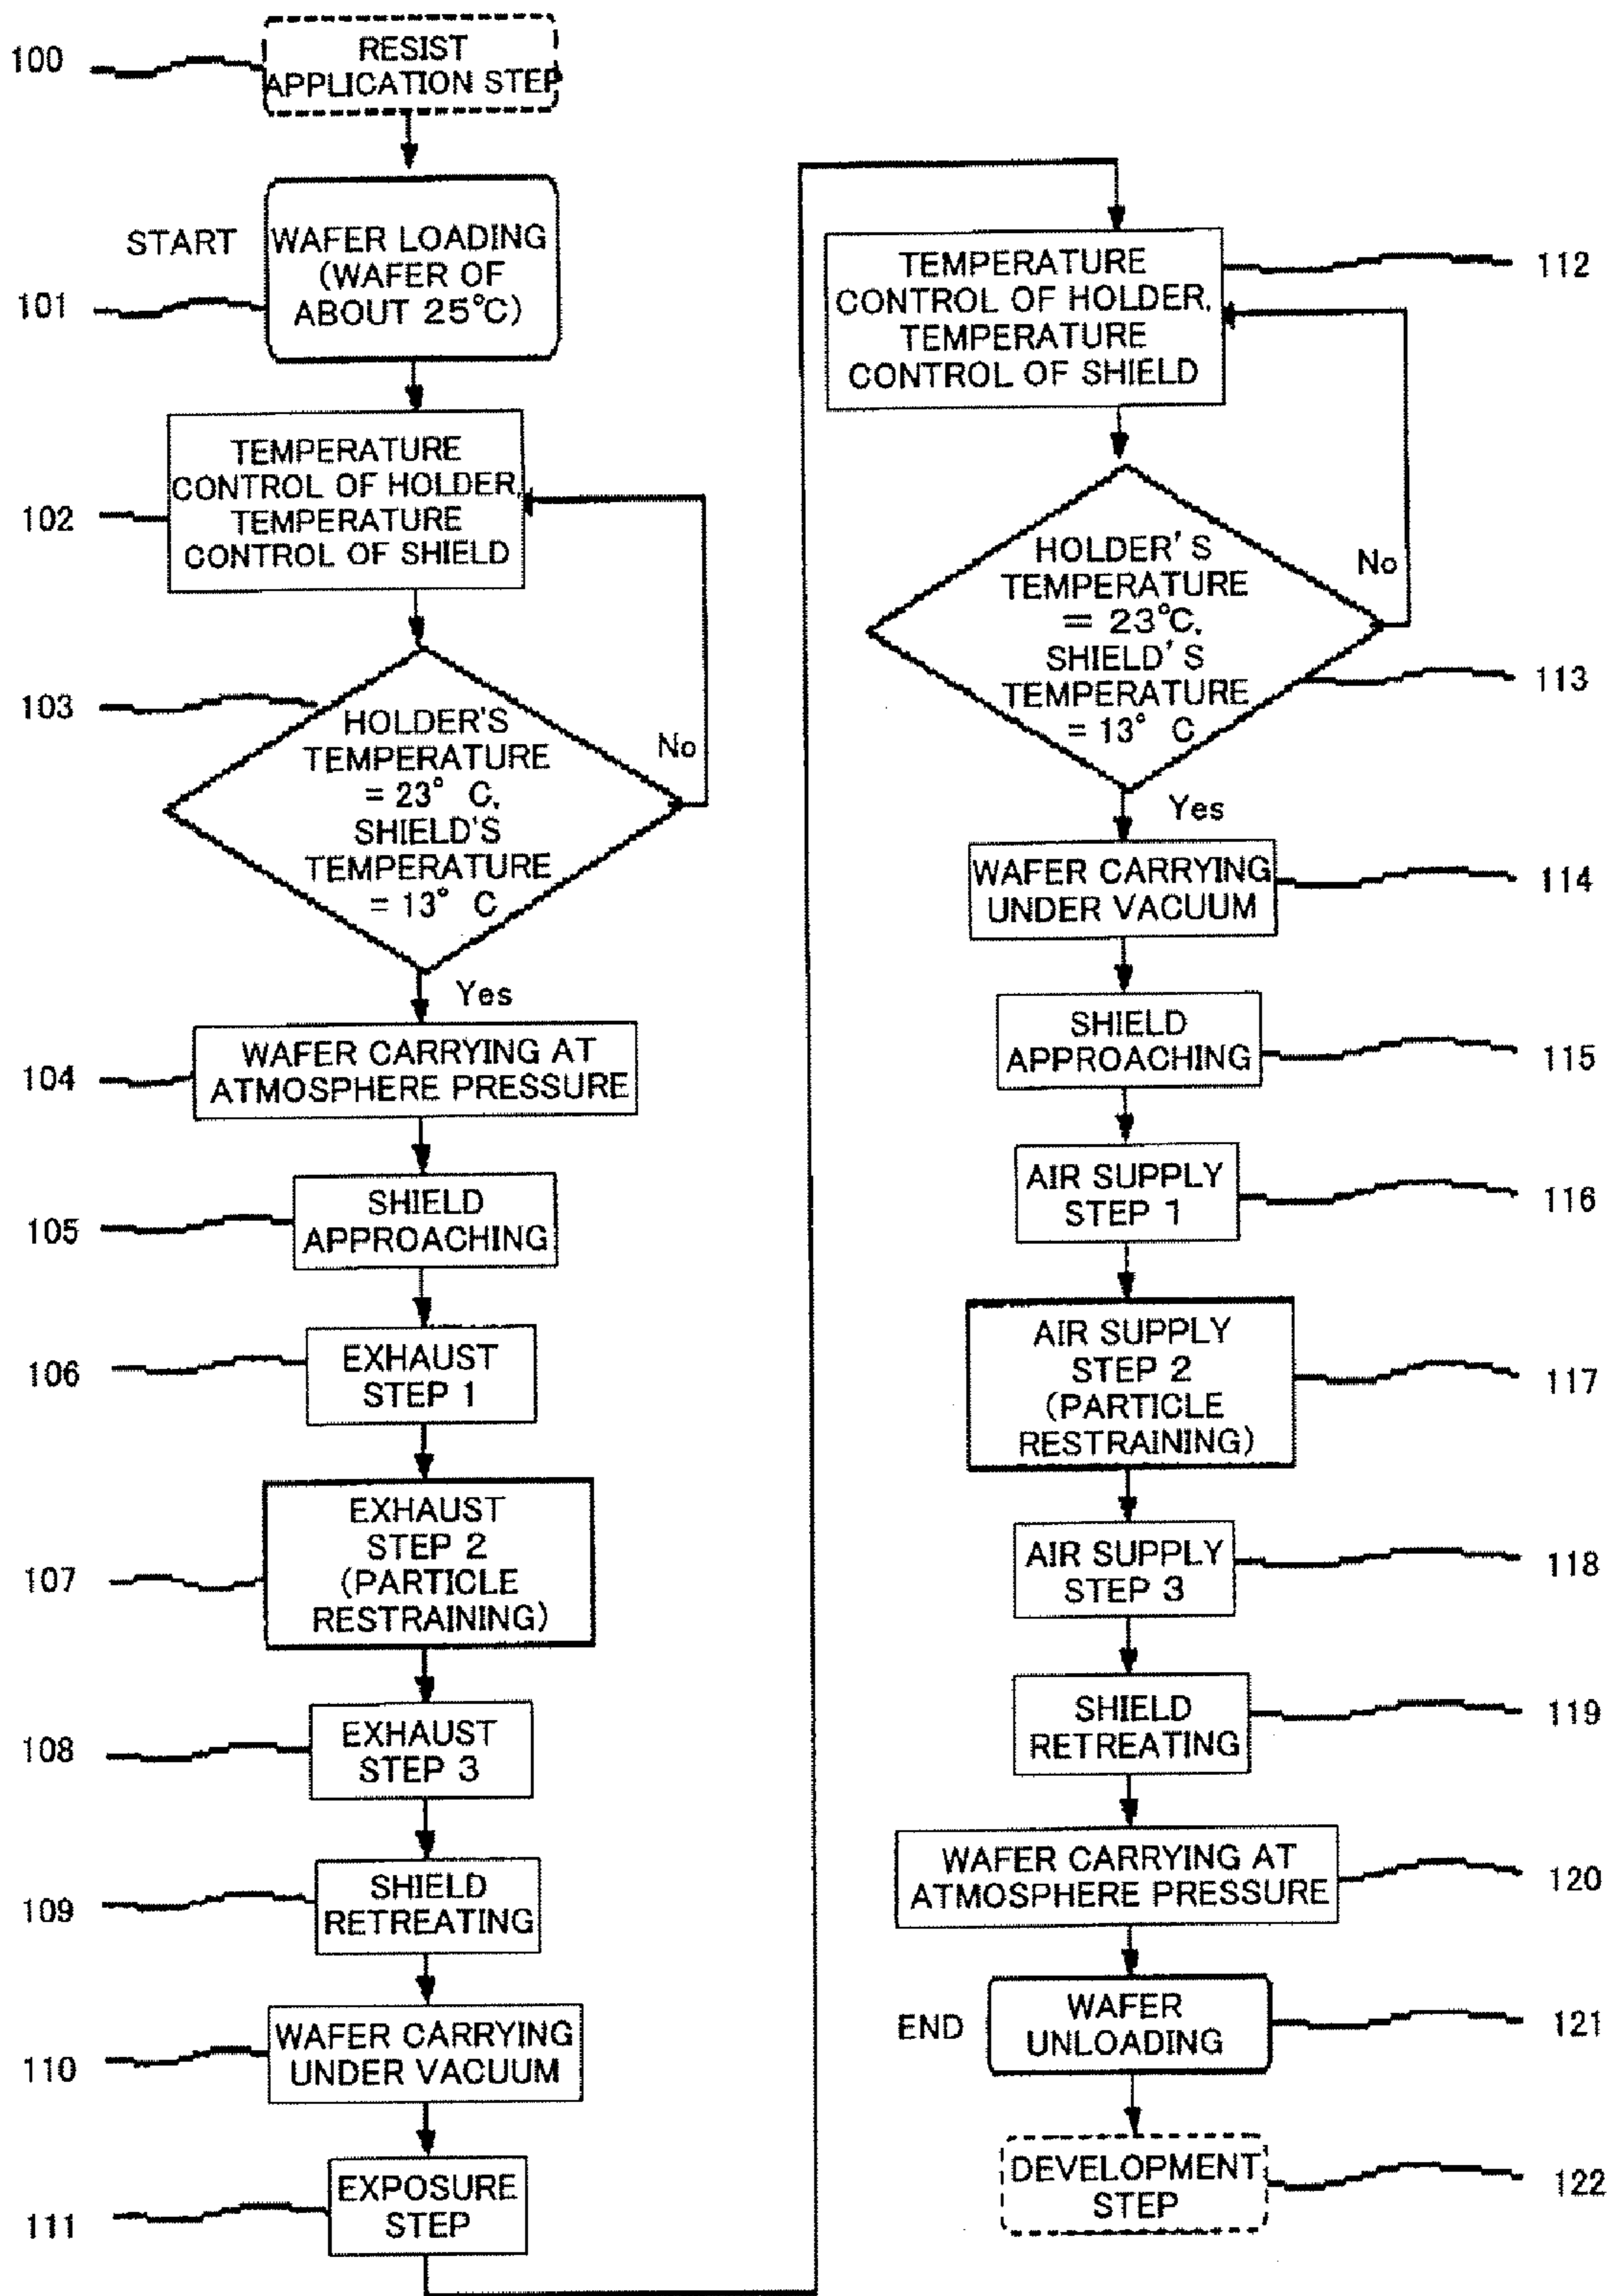 100
RESIST
APPLICATION STEP
START
WAFER LOADING
(WAFER OF
ABOUT 25°C)
101
TEMPERATURE
CONTROL OF HOLDER,
TEMPERATURE
CONTROL OF SHIELD
102
103
HOLDER'S
TEMPERATURE
= 23° C,
SHIELD'S
TEMPERATURE
= 13° C
No
Yes
WAFER CARRYING AT
ATMOSPHERE PRESSURE
104
SHIELD
APPROACHING
105
EXHAUST
STEP 1
106
EXHAUST
STEP 2
(PARTICLE
RESTRAINING)
107
EXHAUST
STEP 3
108
SHIELD
RETREATING
109
WAFER CARRYING
UNDER VACUUM
110
EXPOSURE
STEP
111
TEMPERATURE
CONTROL OF HOLDER,
TEMPERATURE
CONTROL OF SHIELD
112
HOLDER'S
TEMPERATURE
= 23°C,
SHIELD'S
TEMPERATURE
= 13° C
No
113
Yes
WAFER CARRYING
UNDER VACUUM
114
SHIELD
APPROACHING
115
AIR SUPPLY
STEP 1
116
AIR SUPPLY
STEP 2
(PARTICLE
RESTRAINING)
117
AIR SUPPLY
STEP 3
118
SHIELD
RETREATING
119
WAFER CARRYING AT
ATMOSPHERE PRESSURE
120
END
WAFER
UNLOADING
121
DEVELOPMENT
STEP
122